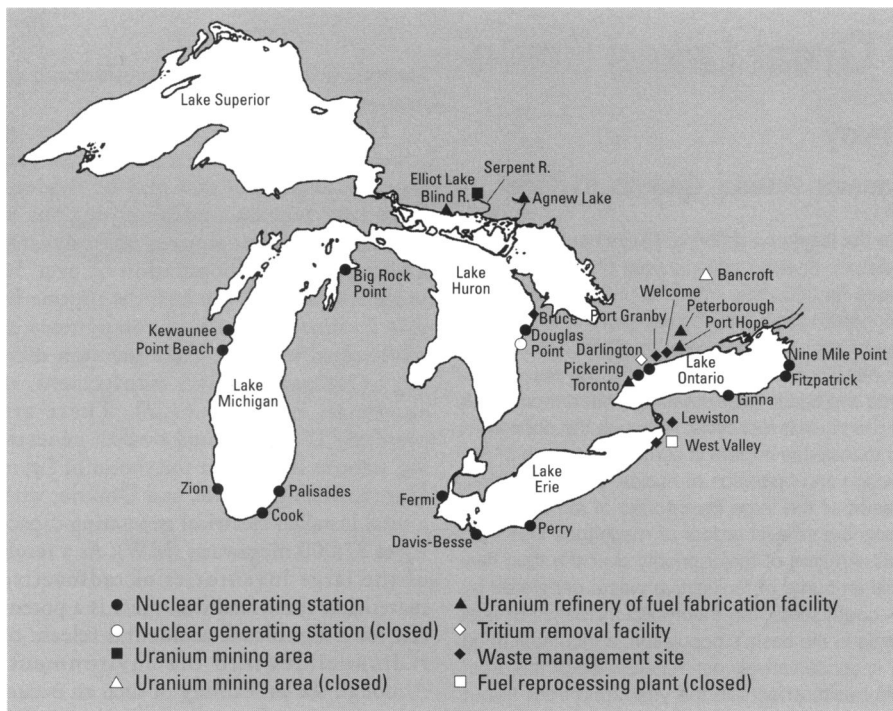 Lake Superior
Serpent R.
Elliot Lake
Blind R.
Agnew Lake
Big Rock
Point
Lake
Huron
Bancroft
Welcome
Peterborough
Port Granby
Port Hope
Bruce
Kewaunee
Douglas
Point
Darlington
Point Beach
Pickering
Toronto
Lake
Ontario
Nine Mile Point
Fitzpatrick
Ginna
Lake
Michigan
Lewiston
West Valley
Lake
Erie
Zion
Palisades
Fermi
Cook
Perry
Davis-Besse
Nuclear generating station
Nuclear generating station (closed)
Uranium mining area
Uranium mining area (closed)
Uranium refinery of fuel fabrication facility
Tritium removal facility
Waste management site
Fuel reprocessing plant (closed)